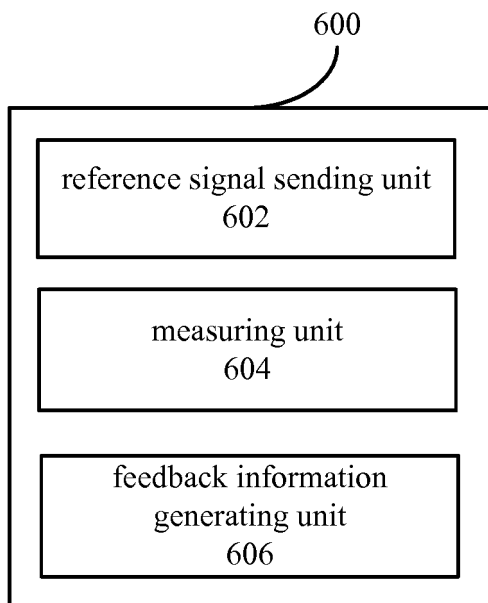 600
reference signal sending unit
602
measuring unit
604
feedback information
generating unit
606